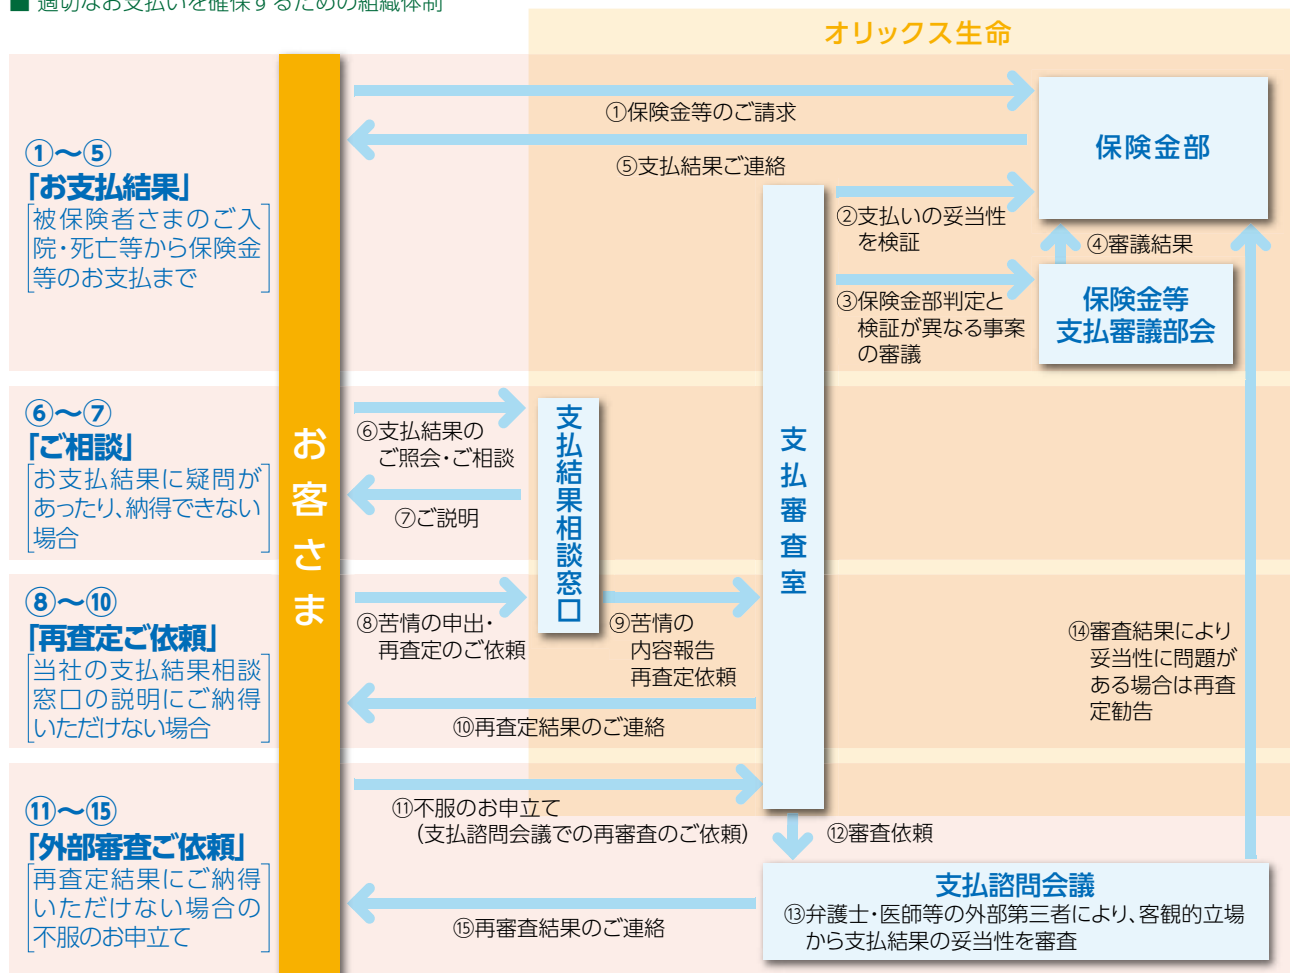 ■ 適切なお支払いを確保するための組織体制
オリックス生命
①〜⑤
「お支払結果」
被保険者さまのご入
院・死亡等から保険金
等のお支払まで
①保険金等のご請求
⑤支払結果ご連絡
保険金部
②支払いの妥当性
を検証
④審議結果
③保険金部判定と
検証が異なる事案
の審議
保険金等
支払審議部会
お客さま
⑥〜⑦
「ご相談」
お支払結果に疑問が
あったり、納得できない
場合
⑥支払結果の
ご照会・ご相談
⑦ご説明
支払結果相談窓口
支払審査室
⑧〜⑩
「再査定ご依頼」
当社の支払結果相談
窓口の説明にご納得
いただけない場合
⑧苦情の申出・
再査定のご依頼
⑨苦情の
内容報告
再査定依頼
⑩再査定結果のご連絡
⑭審査結果により
妥当性に問題が
ある場合は再査
定勧告
⑪〜⑮
「外部審査ご依頼」
再査定結果にご納得
いただけない場合の
不服のお申立て
⑪不服のお申立て
（支払諮問会議での再審査のご依頼）
⑫審査依頼
支払諮問会議
⑬弁護士・医師等の外部第三者により、客観的立場
から支払結果の妥当性を審査
⑮再審査結果のご連絡